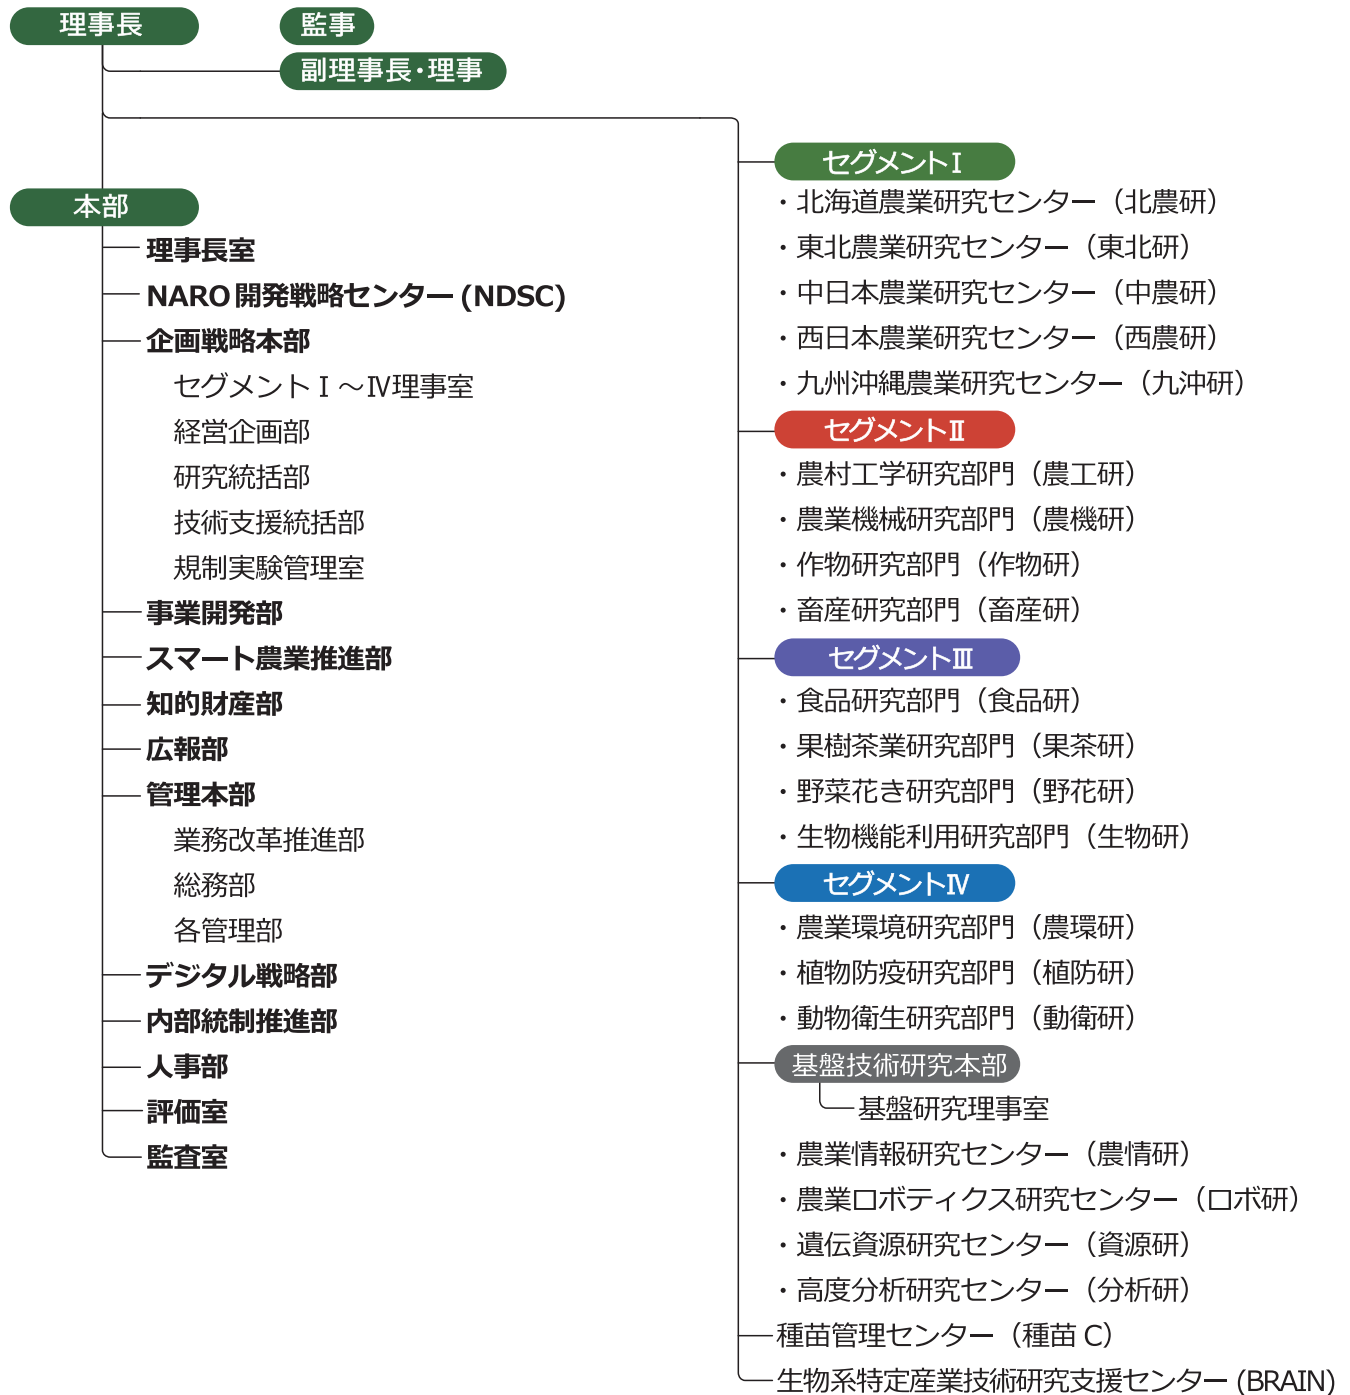 理事長
監事
副理事長・理事
本部
理事長室
NARO開発戦略センター(NDSC)
企画戦略本部
セグメントⅠ～Ⅳ理事室
経営企画部
研究統括部
技術支援統括部
規制実験管理室
事業開発部
スマート農業推進部
知的財産部
広報部
管理本部
業務改革推進部
総務部
各管理部
デジタル戦略部
内部統制推進部
人事部
評価室
監査室
セグメントⅠ
・北海道農業研究センター（北農研）
・東北農業研究センター（東北研）
・中日本農業研究センター（中農研）
・西日本農業研究センター（西農研）
・九州沖縄農業研究センター（九沖研）
セグメントⅡ
・農村工学研究部門（農工研）
・農業機械研究部門（農機研）
・作物研究部門（作物研）
・畜産研究部門（畜産研）
セグメントⅢ
・食品研究部門（食品研）
・果樹茶業研究部門（果茶研）
・野菜花き研究部門（野花研）
・生物機能利用研究部門（生物研）
セグメントⅣ
・農業環境研究部門（農環研）
・植物防疫研究部門（植防研）
・動物衛生研究部門（動衛研）
基盤技術研究本部
基盤研究理事室
・農業情報研究センター（農情研）
・農業ロボティクス研究センター（ロボ研）
・遺伝資源研究センター（資源研）
・高度分析研究センター（分析研）
種苗管理センター（種苗C）
生物系特定産業技術研究支援センター(BRAIN)